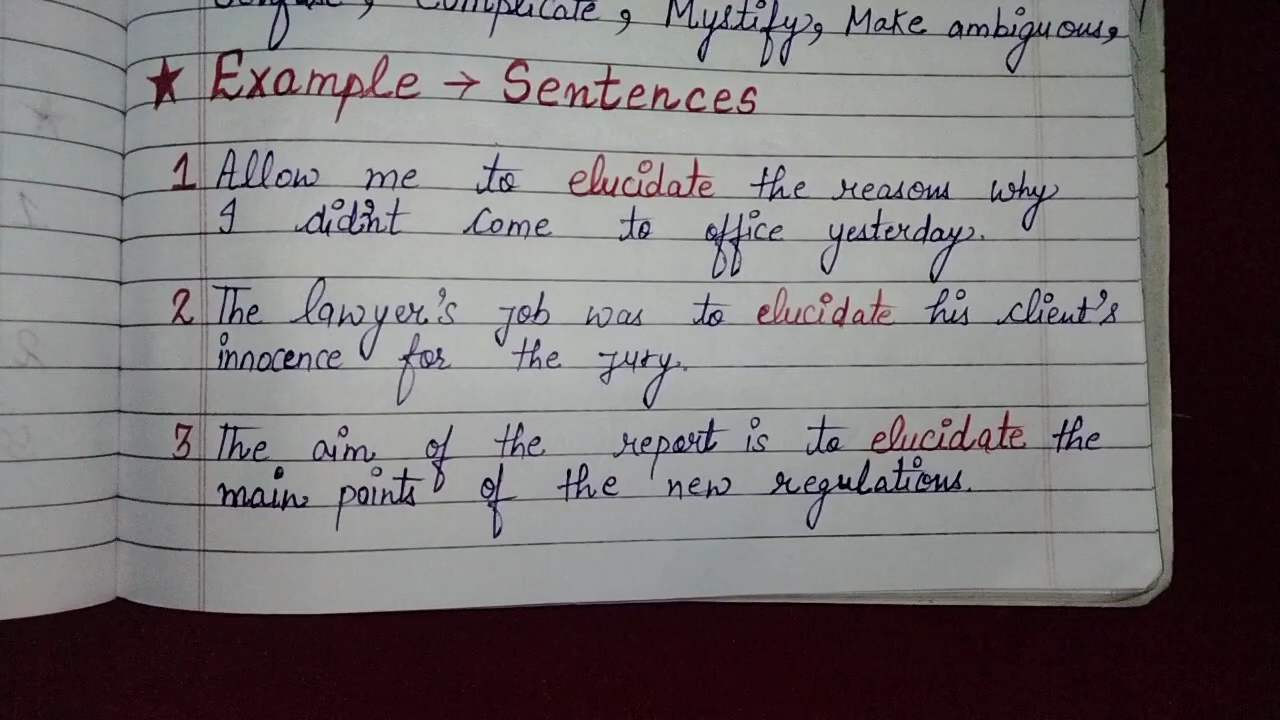 Complicate, Mystify, Make ambiguous,
★ Example → Sentences
1 Allow me to elucidate the reasons why
I didn't come to office yesterday.
2 The lawyer's job was to elucidate his client's
innocence for the jury.
3 The aim of the report is to elucidate the
main points of the new regulations.